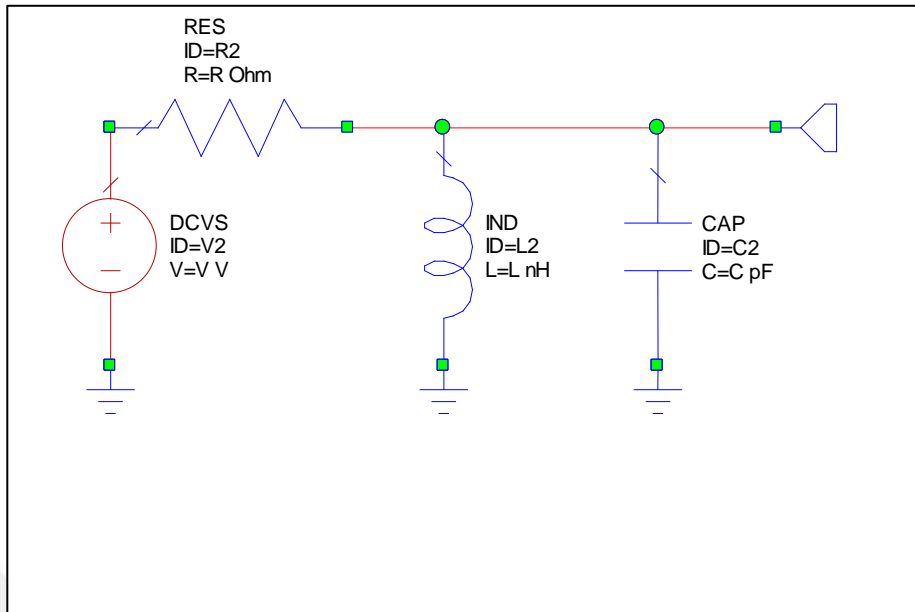 RES
ID=R2
R=R Ohm
DCVS
ID=V2
V=V V
IND
ID=L2
L=L nH
CAP
ID=C2
C=C pF